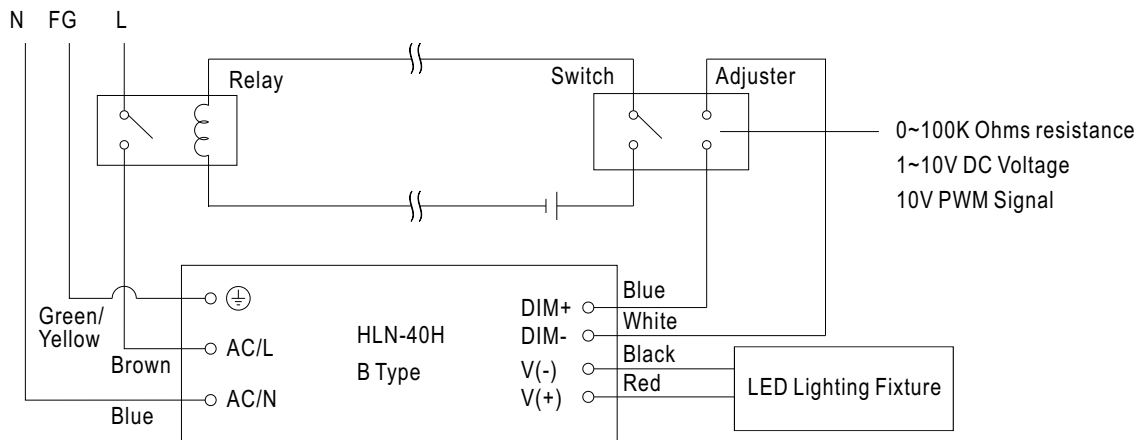 N FG L
Relay
Switch
Adjuster
0~100K Ohms resistance
1~10V DC Voltage
10V PWM Signal
Green/
Yellow
Brown
Blue
AC/L
AC/N
HLN-40H
B Type
DIM+
DIM-
V(-)
V(+)
Blue
White
Black
Red
LED Lighting Fixture